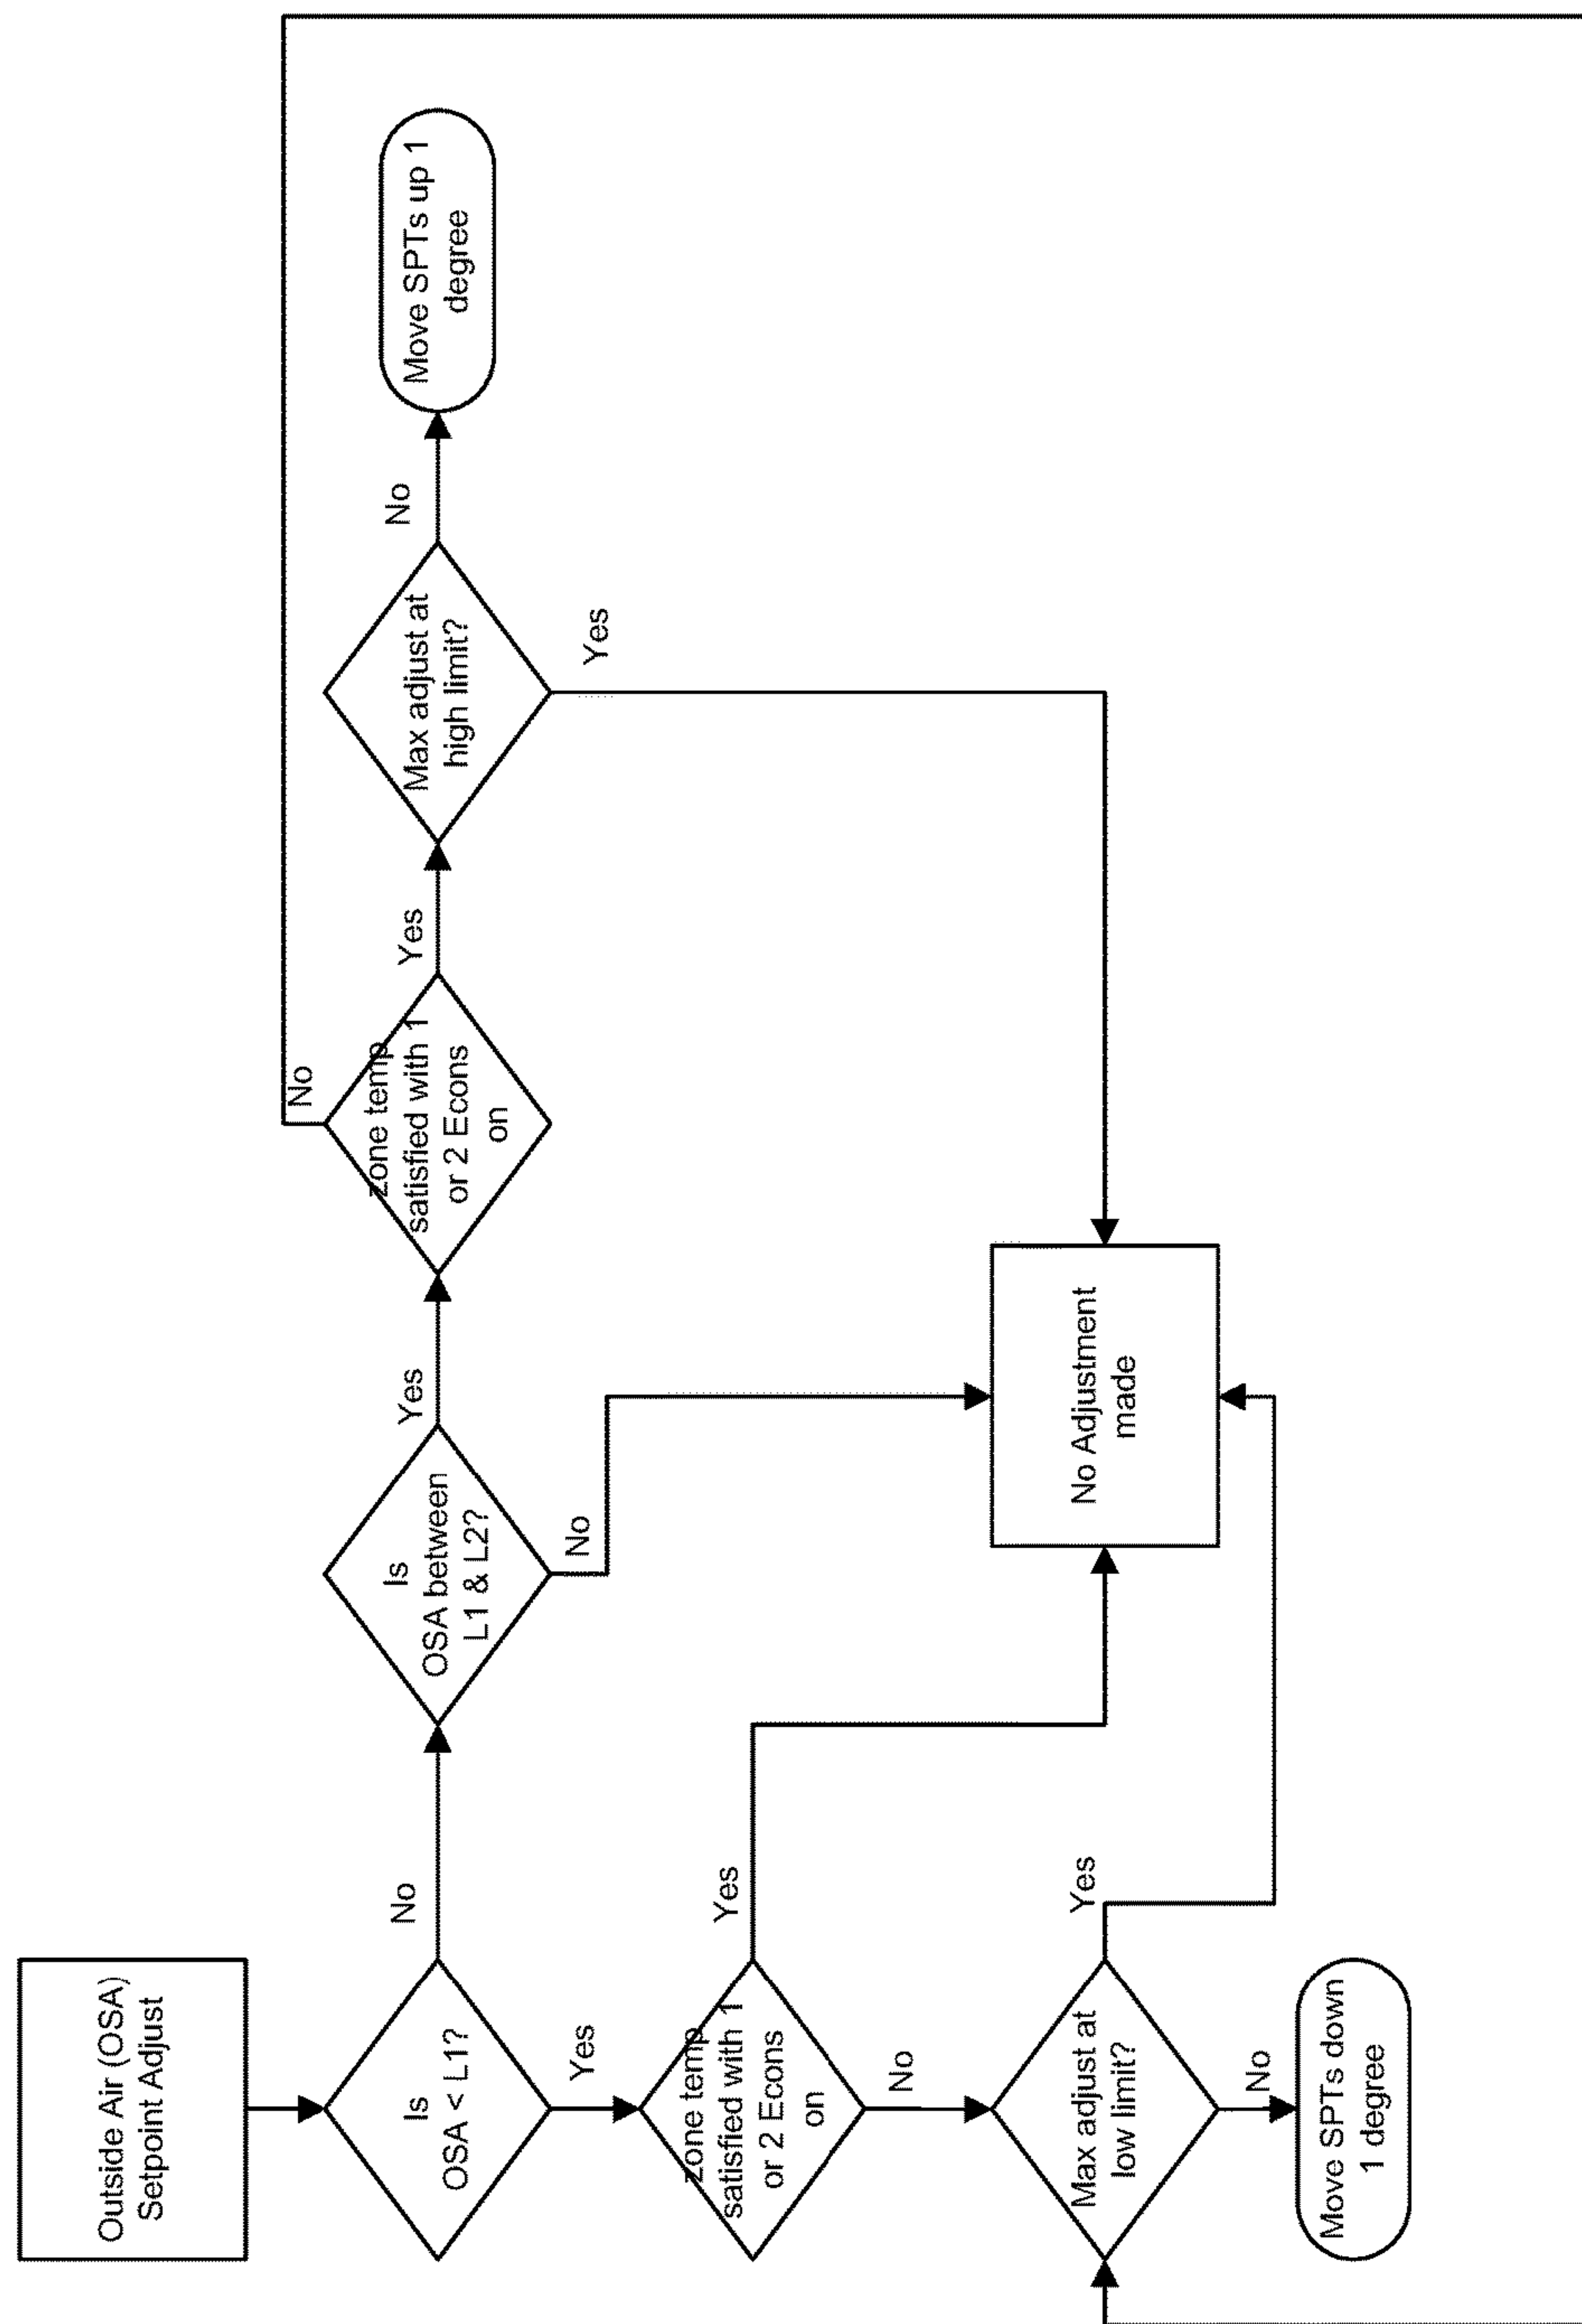 Outside Air (OSA)
Setpoint Adjust
Is
OSA < L1?
No
Is
OSA between
L1 & L2?
Yes
zone temp
satisfied with 1
or 2 Econs
on
No
Yes
Max adjust at
high limit?
No
Move SPTs up 1
degree
Yes
No
Yes
zone temp
satisfied with 1
or 2 Econs
on
Yes
No
Max adjust at
low limit?
Yes
No Adjustment
made
No
Move SPTs down
1 degree